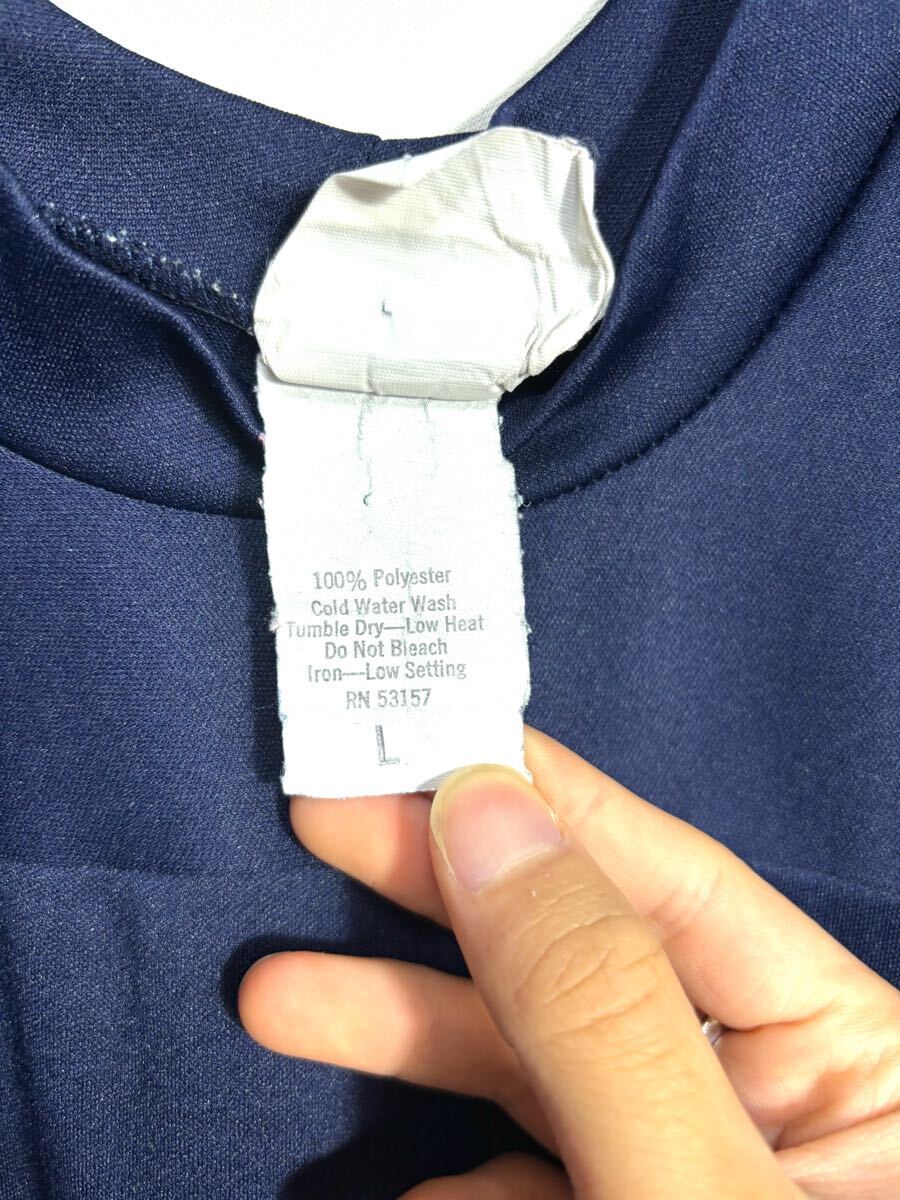 100% Polyester
Cold Water Wash
Tumble Dry—Low Heat
Do Not Bleach
Iron—Low Setting
RN 53157
L